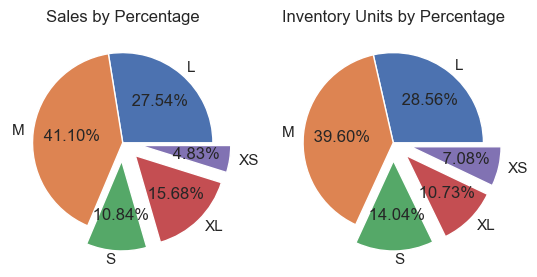 Sales by Percentage
L
27.54%
M
41.10%
4.83%
XS
15.68%
10.84%
XL
S
Inventory Units by Percentage
L
28.56%
M
39.60%
7.08%
XS
10.73%
14.04%
XL
S